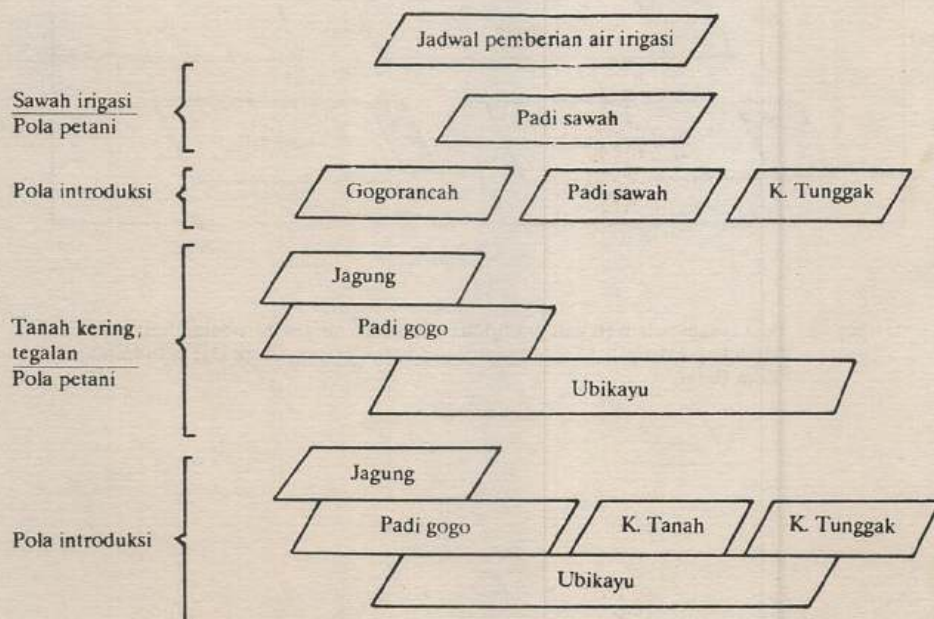 Jadwal pemberian air irigasi
Sawah irigasi
Pola petani
Padi sawah
Pola introduksi
Gogorancah
Padi sawah
K. Tunggak
Jagung
Tanah kering,
tegalan
Pola petani
Padi gogo
Ubikayu
Jagung
Pola introduksi
Padi gogo
K. Tanah
K. Tunggak
Ubikayu